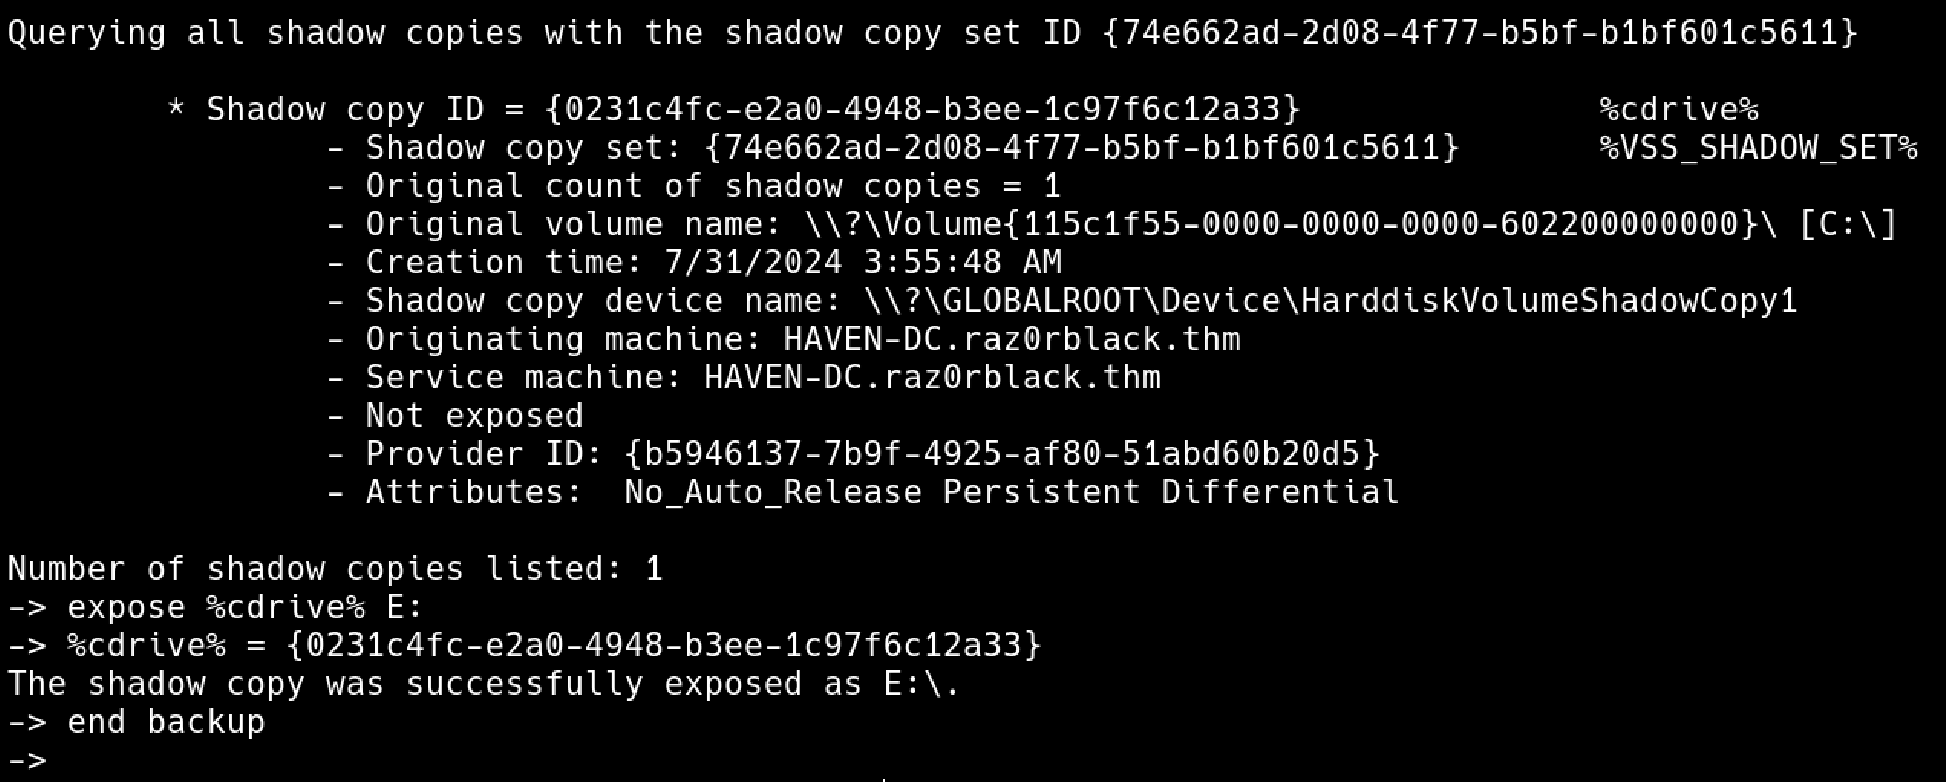 Querying all shadow copies with the shadow copy set ID {74e662ad-2d08-4f77-b5bf-b1bf601c5611}
* Shadow copy ID = {0231c4fc-e2a0-4948-b3ee-1c97f6c12a33} %cdrive%
- Shadow copy set: {74e662ad-2d08-4f77-b5bf-b1bf601c5611} %VSS_SHADOW_SET%
- Original count of shadow copies = 1
- Original volume name: \\?\Volume{115c1f55-0000-0000-0000-602200000000}\ [C:\]
- Creation time: 7/31/2024 3:55:48 AM
- Shadow copy device name: \\?\GLOBALROOT\Device\HarddiskVolumeShadowCopy1
- Originating machine: HAVEN-DC.raz0rblack.thm
- Service machine: HAVEN-DC.raz0rblack.thm
- Not exposed
- Provider ID: {b5946137-7b9f-4925-af80-51abd60b20d5}
- Attributes:  No_Auto_Release Persistent Differential
Number of shadow copies listed: 1
-> expose %cdrive% E:
-> %cdrive% = {0231c4fc-e2a0-4948-b3ee-1c97f6c12a33}
The shadow copy was successfully exposed as E:\.
-> end backup
->